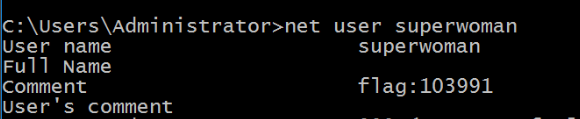 C:\Users\Administrator>net user superwoman
User name superwoman
Full Name
Comment flag:103991
User's comment